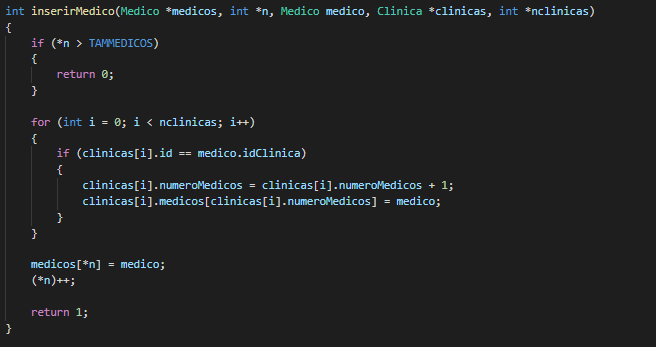 int inserirMedico(Medico *medicos, int *n, Medico medico, Clinica *clinicas, int *nclinicas)
{
    if (*n > TAMMEDICOS)
    {
        return 0;
    }

    for (int i = 0; i < nclinicas; i++)
    {
        if (clinicas[i].id == medico.idClinica)
        {
            clinicas[i].numeroMedicos = clinicas[i].numeroMedicos + 1;
            clinicas[i].medicos[clinicas[i].numeroMedicos] = medico;
        }
    }

    medicos[*n] = medico;
    (*n)++;

    return 1;
}